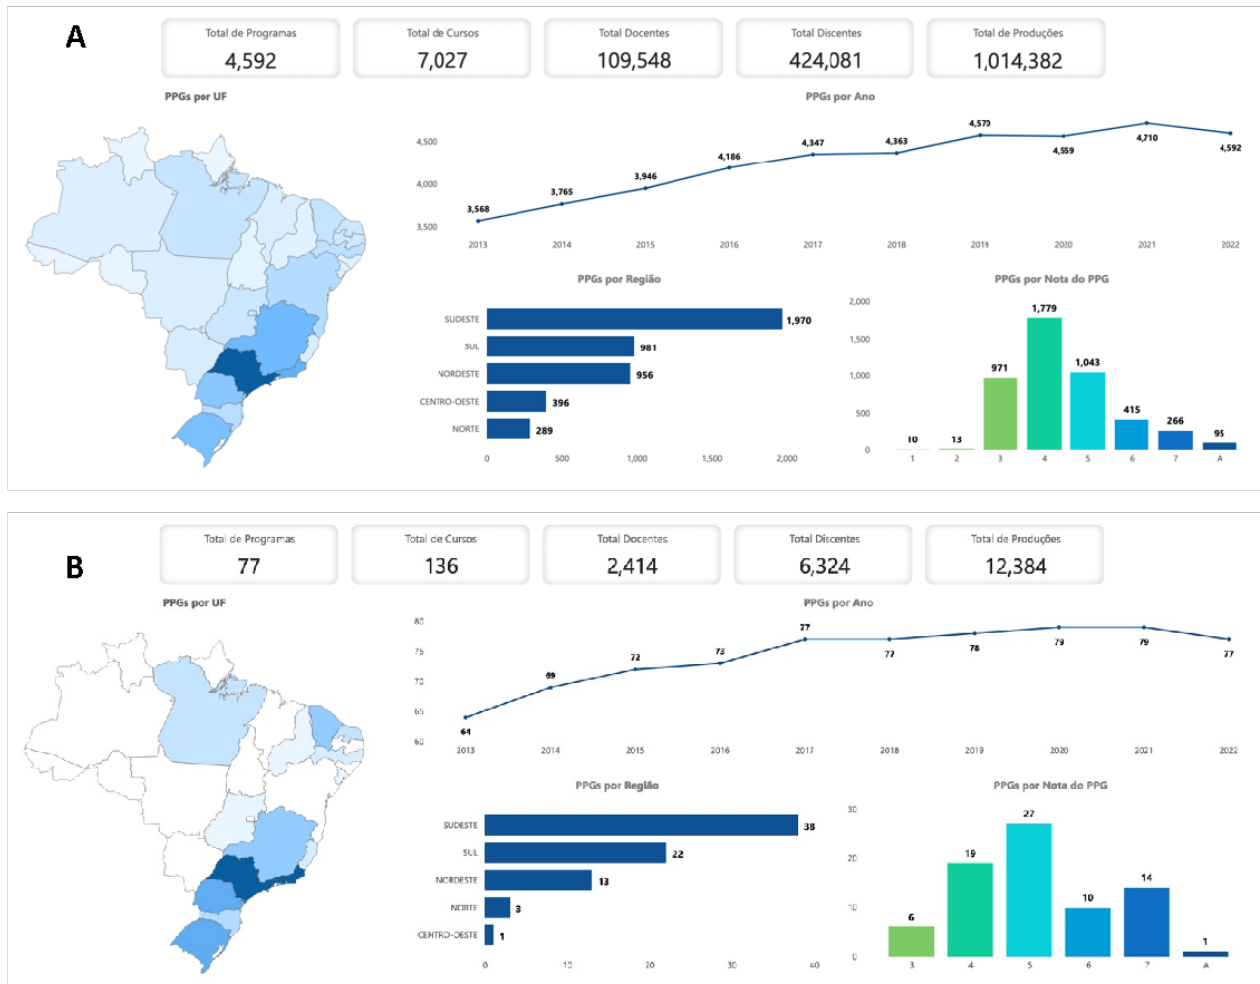 A
Total de Programas
4,592
Total de Cursos
7,027
Total Docentes
109,548
Total Discentes
424,081
Total de Produções
1,014,382
PPGs por UF
PPGs por Ano
4,500
4,000
3,500
3,568
3,765
3,946
4,186
4,347
4,363
4,570
4,559
4,710
4,592
2013 2014 2015 2016 2017 2018 2019 2020 2021 2022
PPGs por Região
SUDESTE 1,970
SUL 981
NORDESTE 956
CENTRO-OESTE 396
NORTE 289
0 500 1,000 1,500 2,000
PPGs por Nota do PPG
2,000
1,500
1,000
500
0
10 13 971 1,779 1,043 415 266 95
1 2 3 4 5 6 7 A
B
Total de Programas
77
Total de Cursos
136
Total Docentes
2,414
Total Discentes
6,324
Total de Produções
12,384
PPGs por UF
PPGs por Ano
80
75
70
65
60
64 69 72 73 77 77 78 79 79 77
2013 2014 2015 2016 2017 2018 2019 2020 2021 2022
PPGs por Região
SUDESTE 38
SUL 22
NORDESTE 13
NORTE 3
CENTRO-OESTE 1
0 10 20 30 40
PPGs por Nota do PPG
30
20
10
0
6 19 27 10 14 1
3 4 5 6 7 A